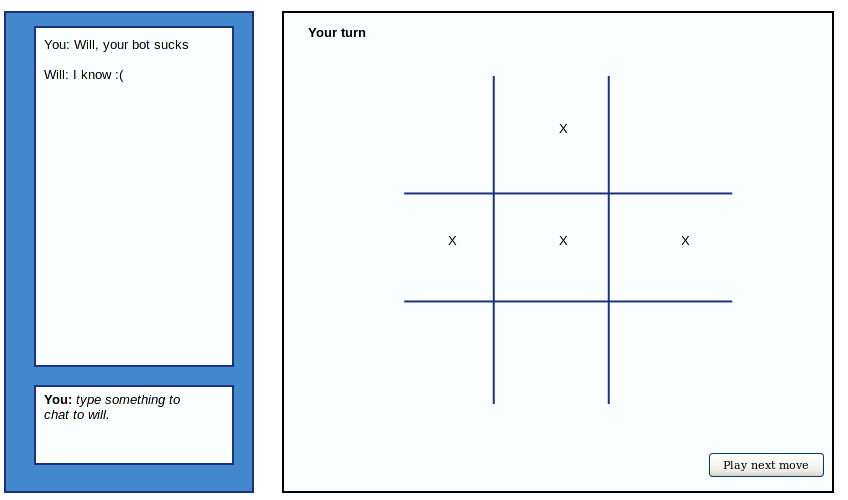 You: Will, your bot sucks
Will: I know :(
You: type something to
chat to will.
Your turn
X
X X X
Play next move